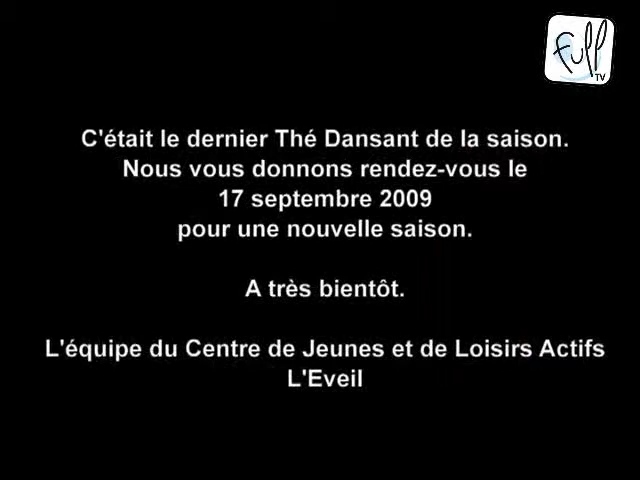 Full
TV
C'était le dernier Thé Dansant de la saison.
Nous vous donnons rendez-vous le
17 septembre 2009
pour une nouvelle saison.
A très bientôt.
L'équipe du Centre de Jeunes et de Loisirs Actifs
L'Eveil